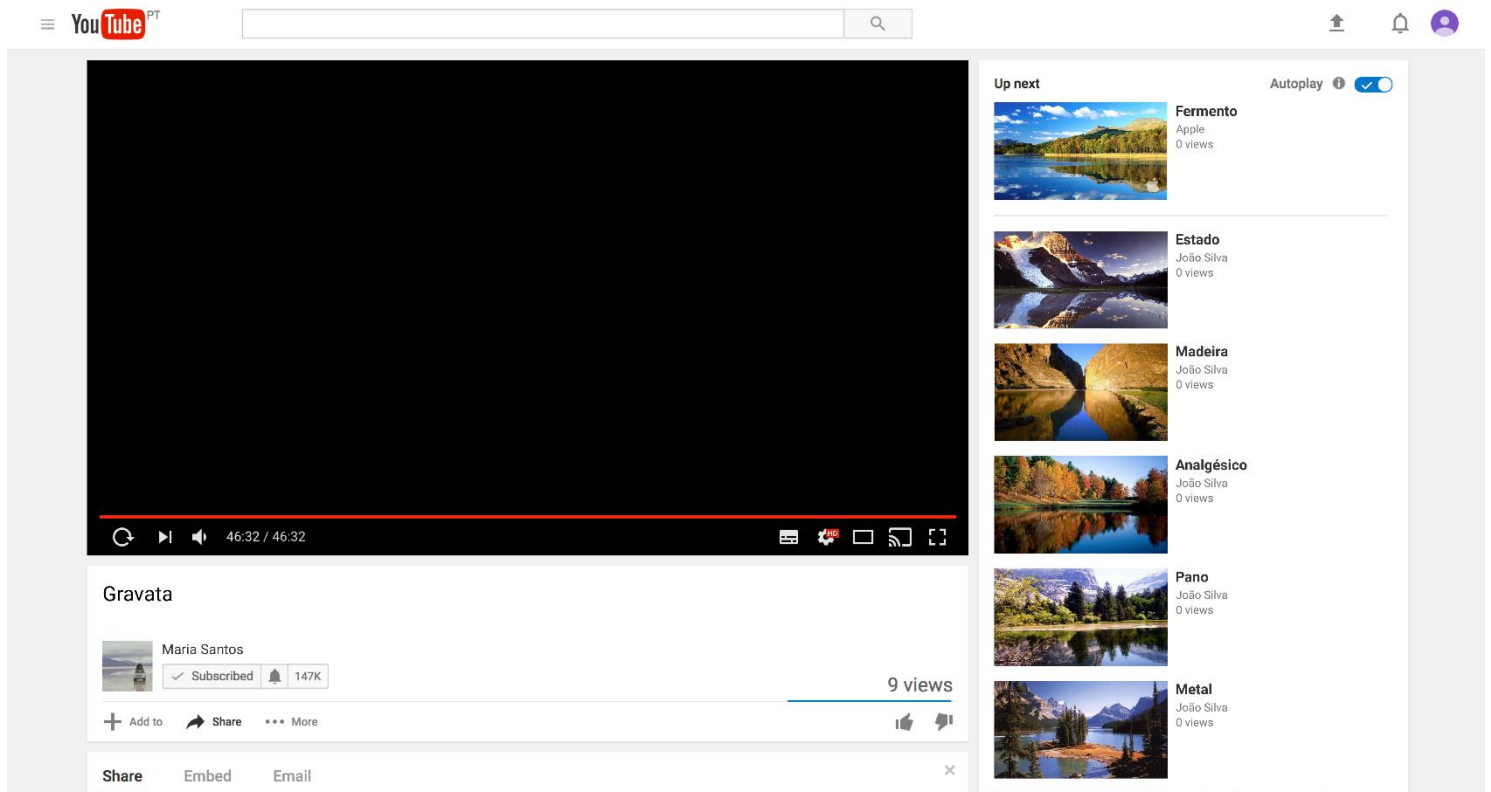 YouTube PT
Up next
Autoplay
Fermento
Apple
0 views
Estado
João Silva
0 views
Madeira
João Silva
0 views
Analgésico
João Silva
0 views
Pano
João Silva
0 views
Metal
João Silva
0 views
46:32 / 46:32
HD
Gravata
Maria Santos
Subscribed 147K
9 views
Add to Share More
Share Embed Email